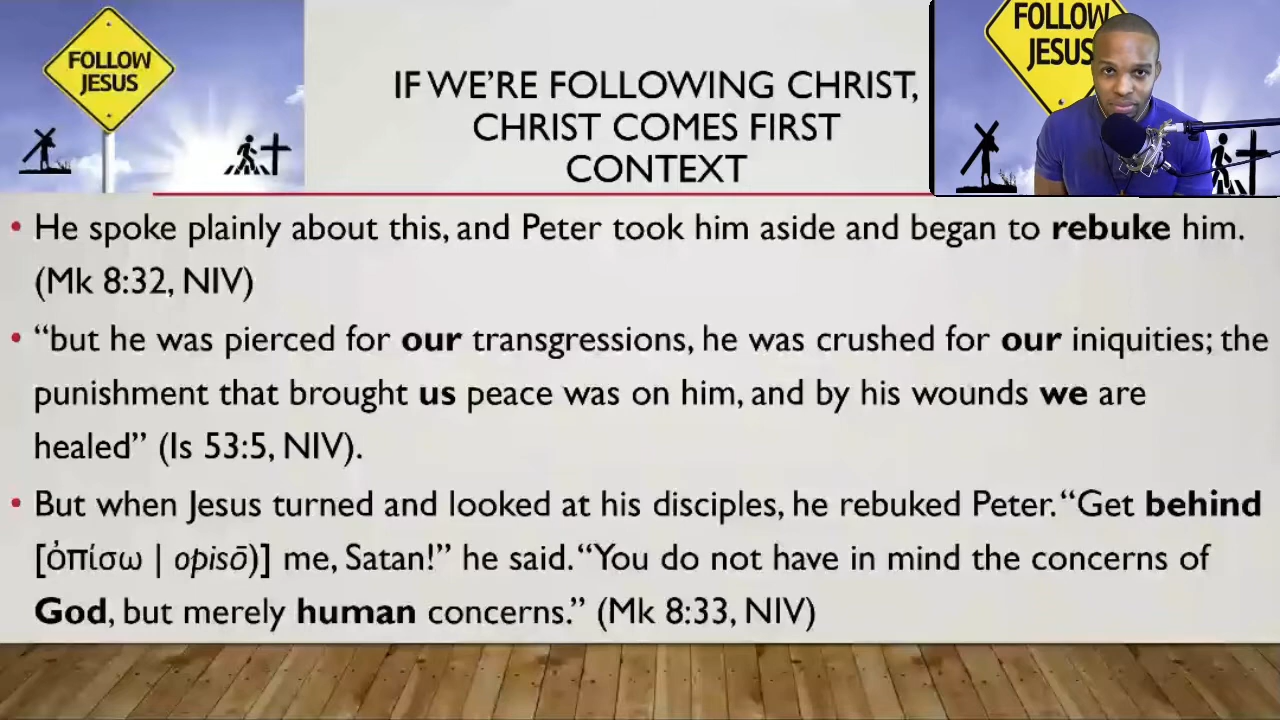 FOLLOW
JESUS
IF WE’RE FOLLOWING CHRIST,
CHRIST COMES FIRST
CONTEXT
FOLLOW
JESUS
• He spoke plainly about this, and Peter took him aside and began to rebuke him.
(Mk 8:32, NIV)
• “but he was pierced for our transgressions, he was crushed for our iniquities; the
punishment that brought us peace was on him, and by his wounds we are
healed” (Is 53:5, NIV).
• But when Jesus turned and looked at his disciples, he rebuked Peter. “Get behind
[ὀπίσω | opisō)] me, Satan!” he said. “You do not have in mind the concerns of
God, but merely human concerns.” (Mk 8:33, NIV)